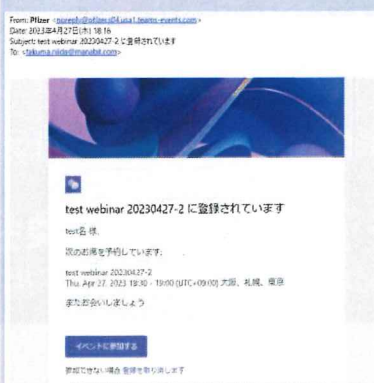 From: Pfizer <noreply@pfizer.s04.usa1.teams-events.com>
Date: 2023年4月27日(木) 18:16
Subject: test webinar 20230427-2 に登録されています
To: <takuma.niide@manabit.com>
test webinar 20230427-2 に登録されています
test名 様,
次のお席を予約しています:
test webinar 20230427-2
Thu, Apr 27, 2023 18:30 - 19:00 (UTC+09:00) 大阪、札幌、東京
またお会いしましょう
イベントに参加する
参加できない場合 登録を取り消します